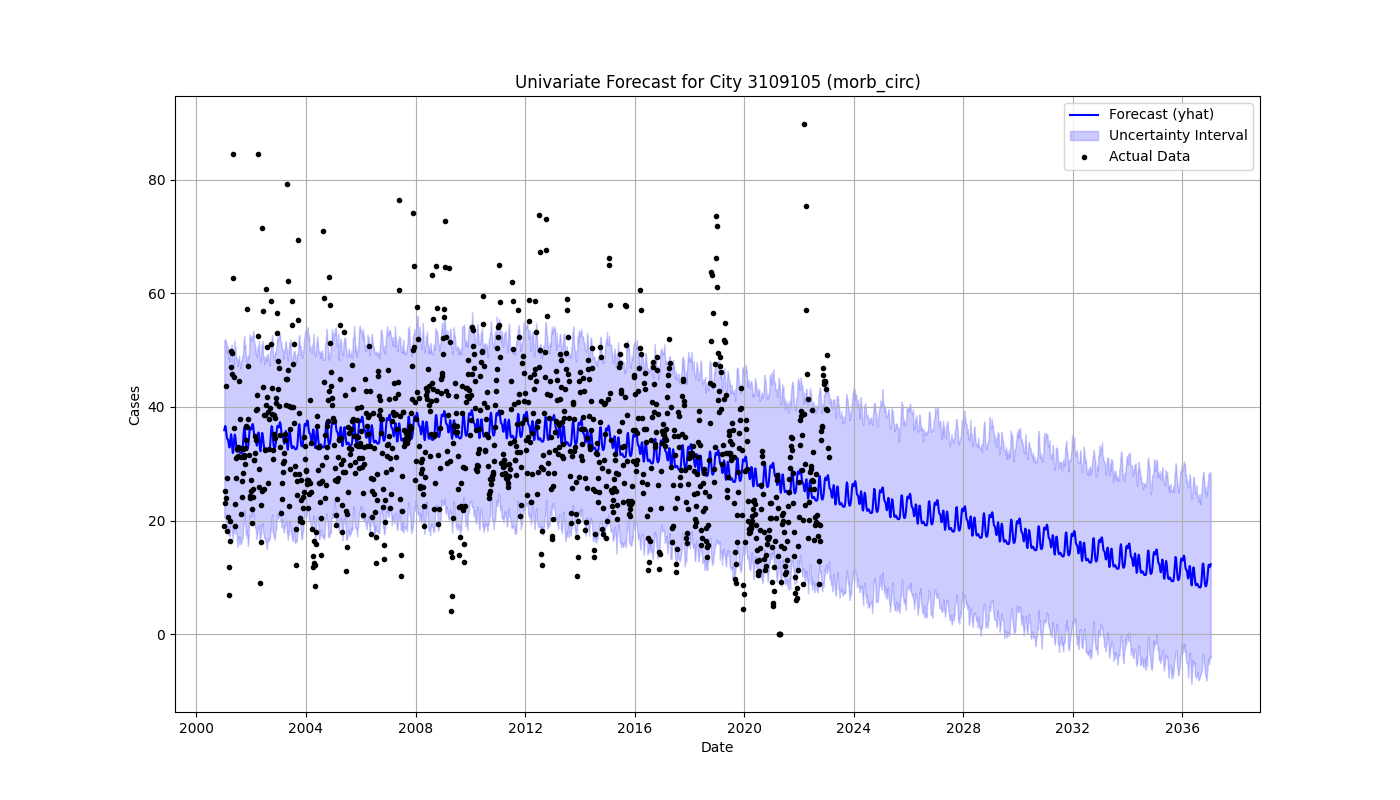 Univariate Forecast for City 3109105 (morb_circ)
Forecast (yhat)
Uncertainty Interval
Actual Data
Cases
80
60
40
20
0
2000 2004 2008 2012 2016 2020 2024 2028 2032 2036
Date